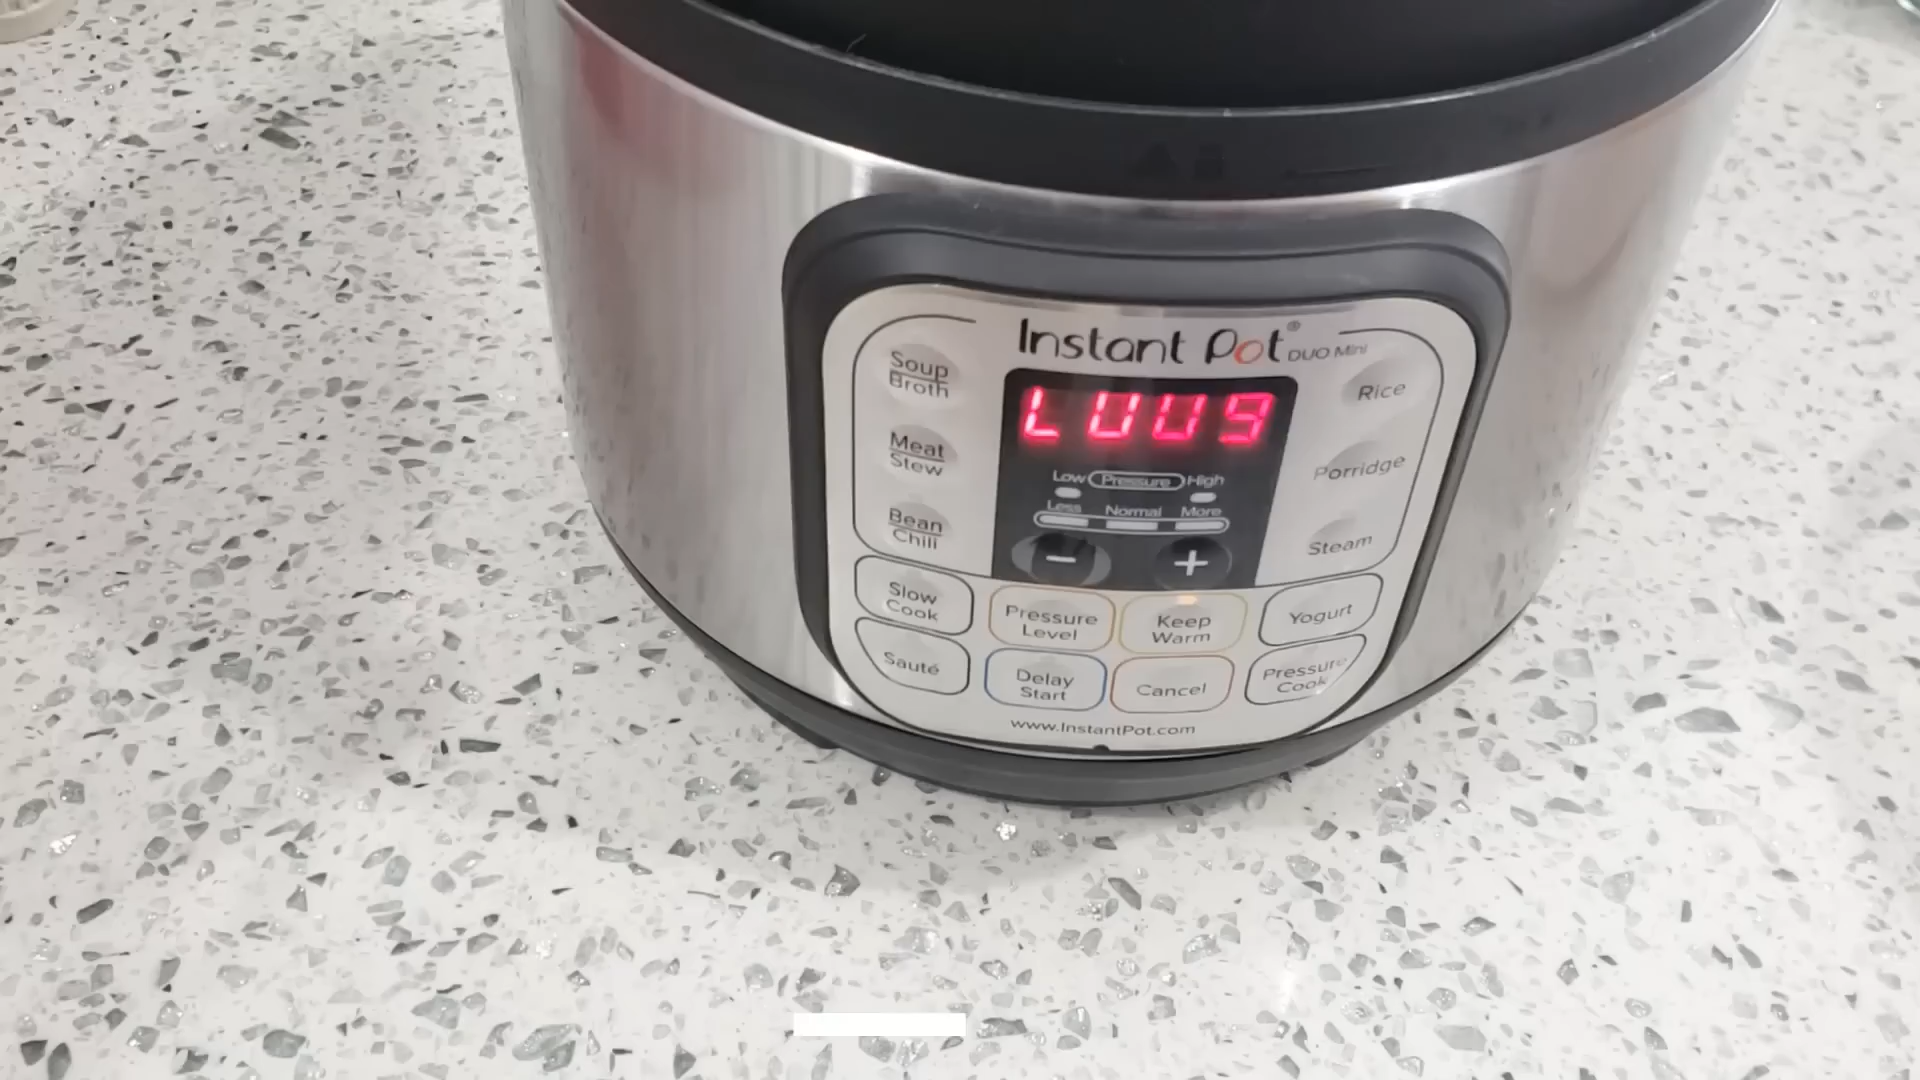 Instant Pot® DUO Mini
L009
Soup
Broth
Meat
Stew
Bean
Chili
Rice
Porridge
Steam
Low Pressure High
Less Normal More
− +
Slow
Cook
Pressure
Level
Keep
Warm
Yogurt
Sauté
Delay
Start
Cancel
Pressure
Cook
www.InstantPot.com